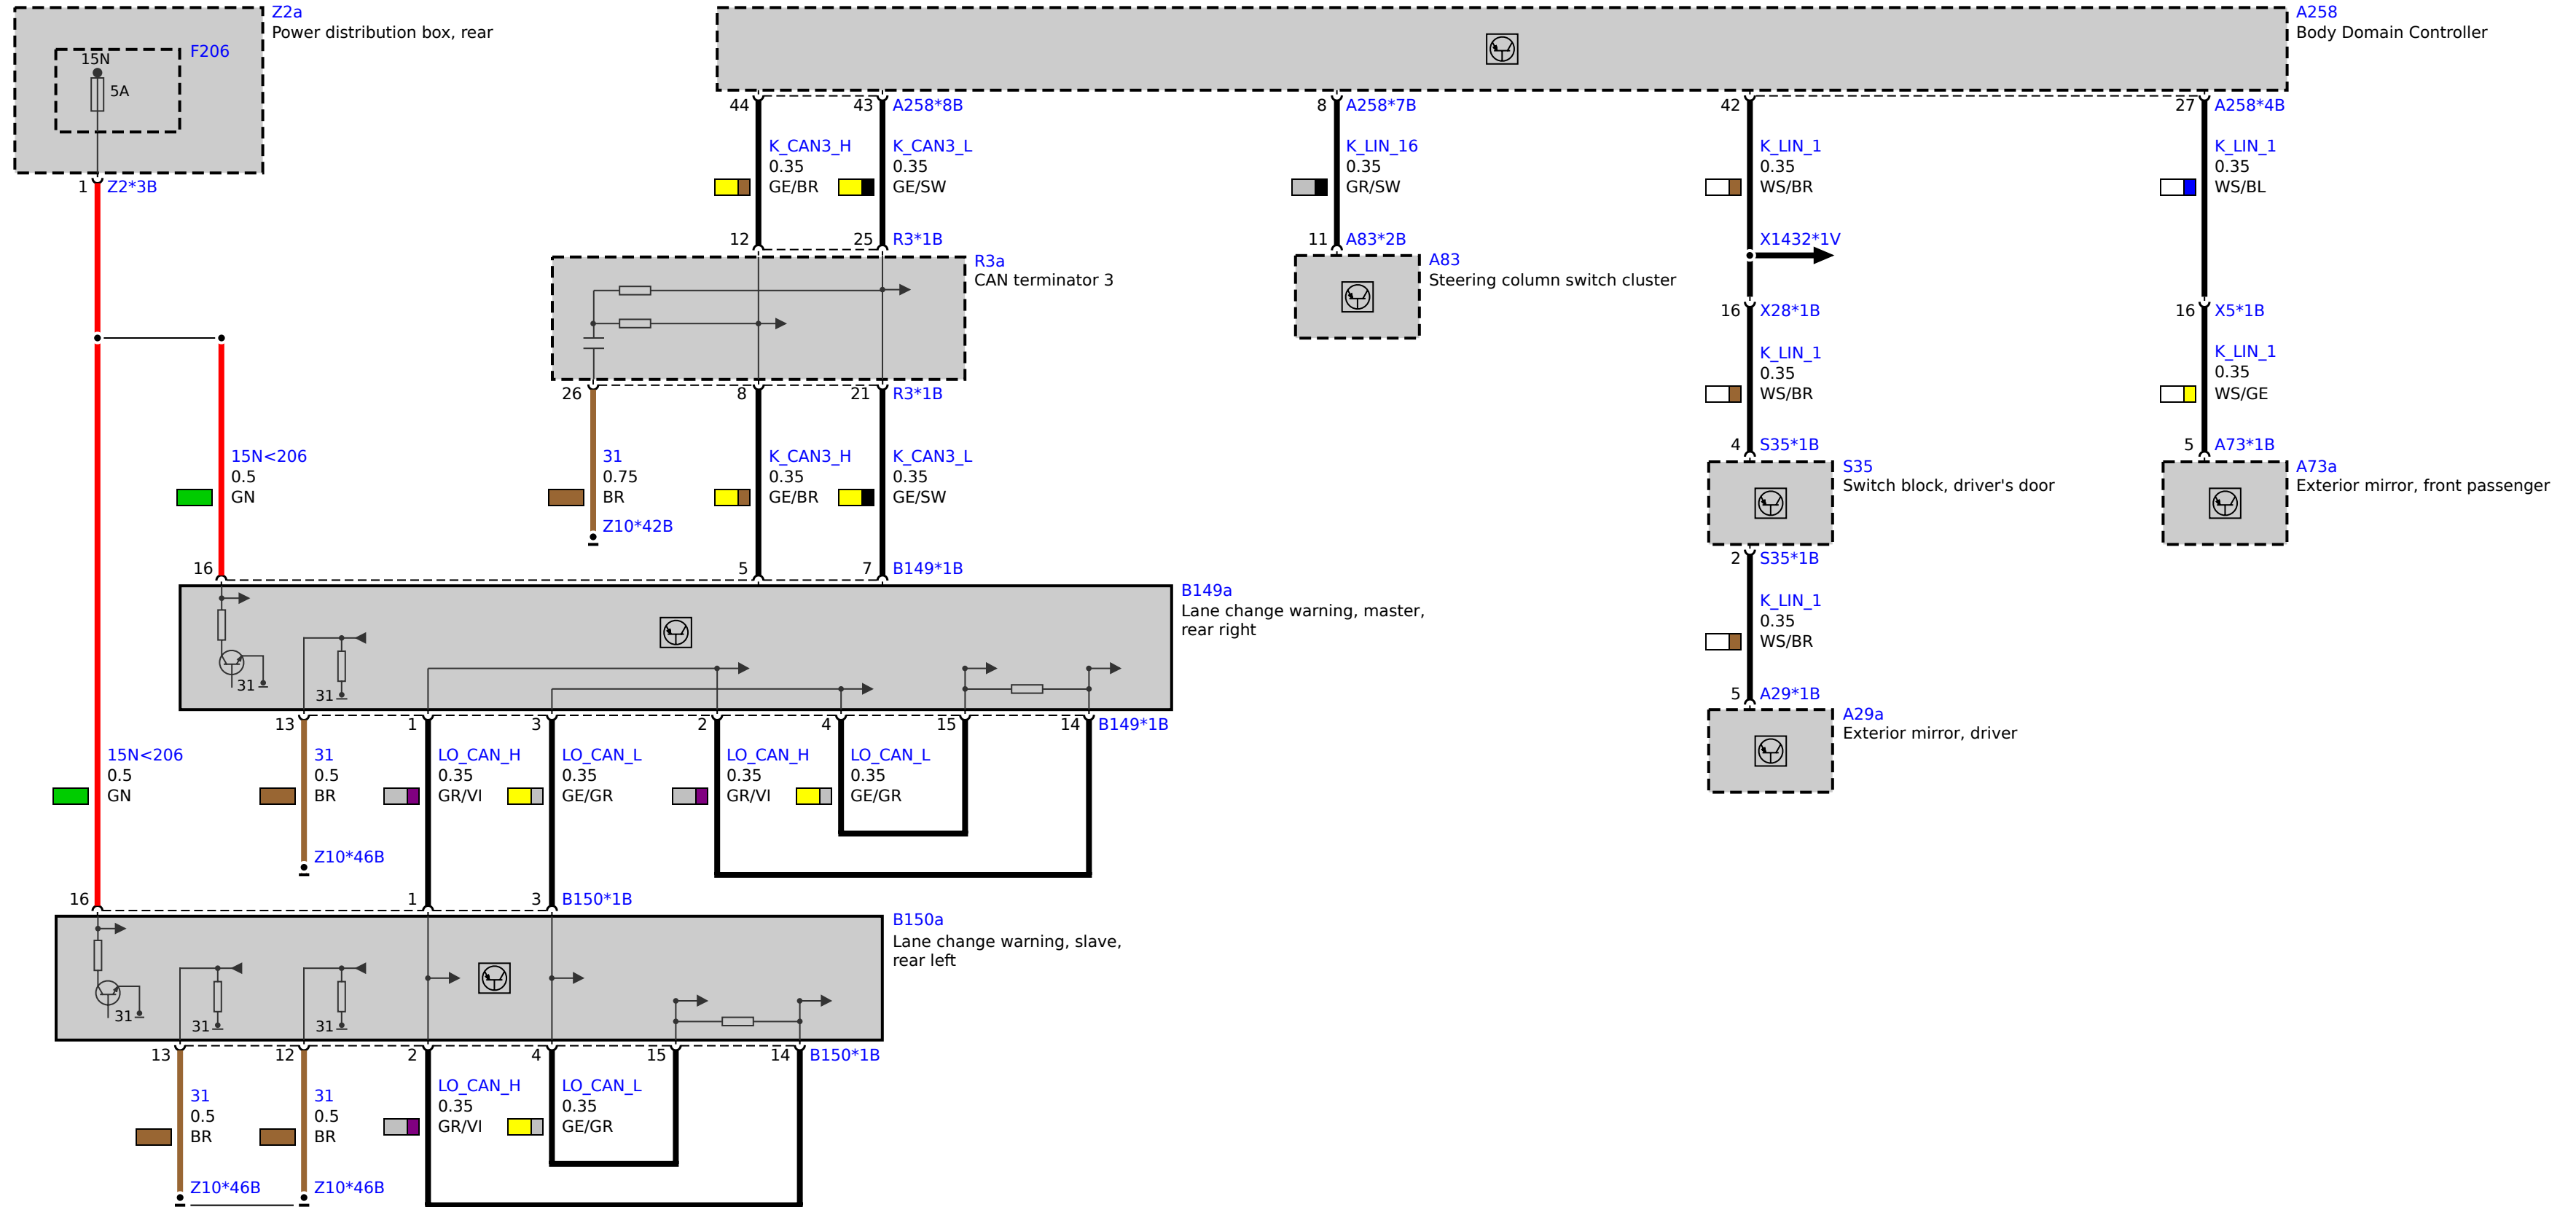 Z2a
Power distribution box, rear
F206
15N
5A
A258
Body Domain Controller
44
43
A258*8B
8
A258*7B
42
27
A258*4B
K_CAN3_H
0.35
GE/BR
K_CAN3_L
0.35
GE/SW
K_LIN_16
0.35
GR/SW
K_LIN_1
0.35
WS/BR
K_LIN_1
0.35
WS/BL
1
Z2*3B
12
25
R3*1B
11
A83*2B
X1432*1V
R3a
CAN terminator 3
A83
Steering column switch cluster
16
X28*1B
16
X5*1B
K_LIN_1
0.35
WS/BR
K_LIN_1
0.35
WS/GE
26
8
21
R3*1B
4
S35*1B
5
A73*1B
15N<206
0.5
GN
31
0.75
BR
K_CAN3_H
0.35
GE/BR
K_CAN3_L
0.35
GE/SW
Z10*42B
S35
Switch block, driver's door
A73a
Exterior mirror, front passenger
16
5
7
B149*1B
2
S35*1B
B149a
Lane change warning, master,
rear right
31
31
K_LIN_1
0.35
WS/BR
5
A29*1B
A29a
Exterior mirror, driver
13
1
3
2
4
15
14
B149*1B
15N<206
0.5
GN
31
0.5
BR
LO_CAN_H
0.35
GR/VI
LO_CAN_L
0.35
GE/GR
LO_CAN_H
0.35
GR/VI
LO_CAN_L
0.35
GE/GR
Z10*46B
16
1
3
B150*1B
B150a
Lane change warning, slave,
rear left
31
31
31
13
12
2
4
15
14
B150*1B
31
0.5
BR
31
0.5
BR
LO_CAN_H
0.35
GR/VI
LO_CAN_L
0.35
GE/GR
Z10*46B
Z10*46B